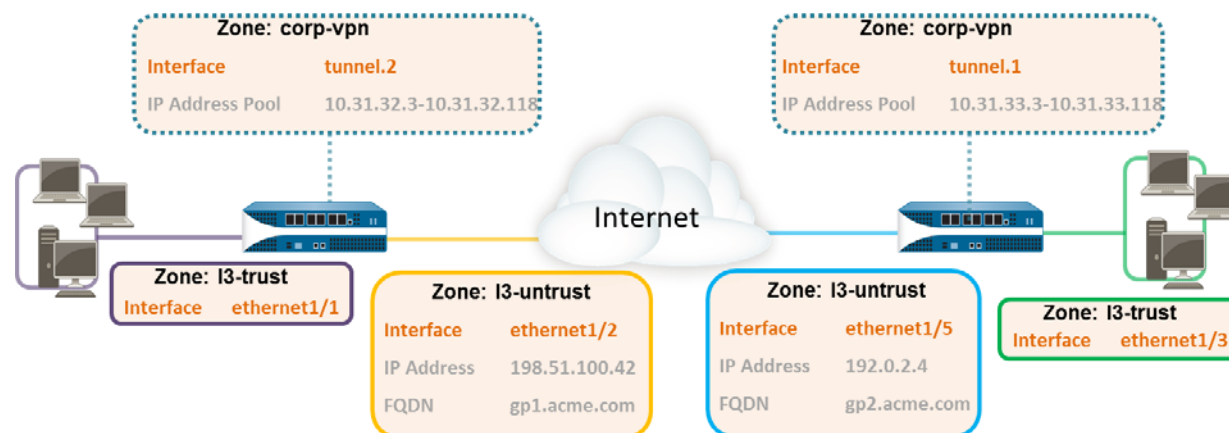 Zone: corp-vpn
Interface tunnel.2
IP Address Pool 10.31.32.3-10.31.32.118
Zone: corp-vpn
Interface tunnel.1
IP Address Pool 10.31.33.3-10.31.33.118
Internet
Zone: l3-trust
Interface ethernet1/1
Zone: l3-untrust
Interface ethernet1/2
IP Address 198.51.100.42
FQDN gp1.acme.com
Zone: l3-untrust
Interface ethernet1/5
IP Address 192.0.2.4
FQDN gp2.acme.com
Zone: l3-trust
Interface ethernet1/3